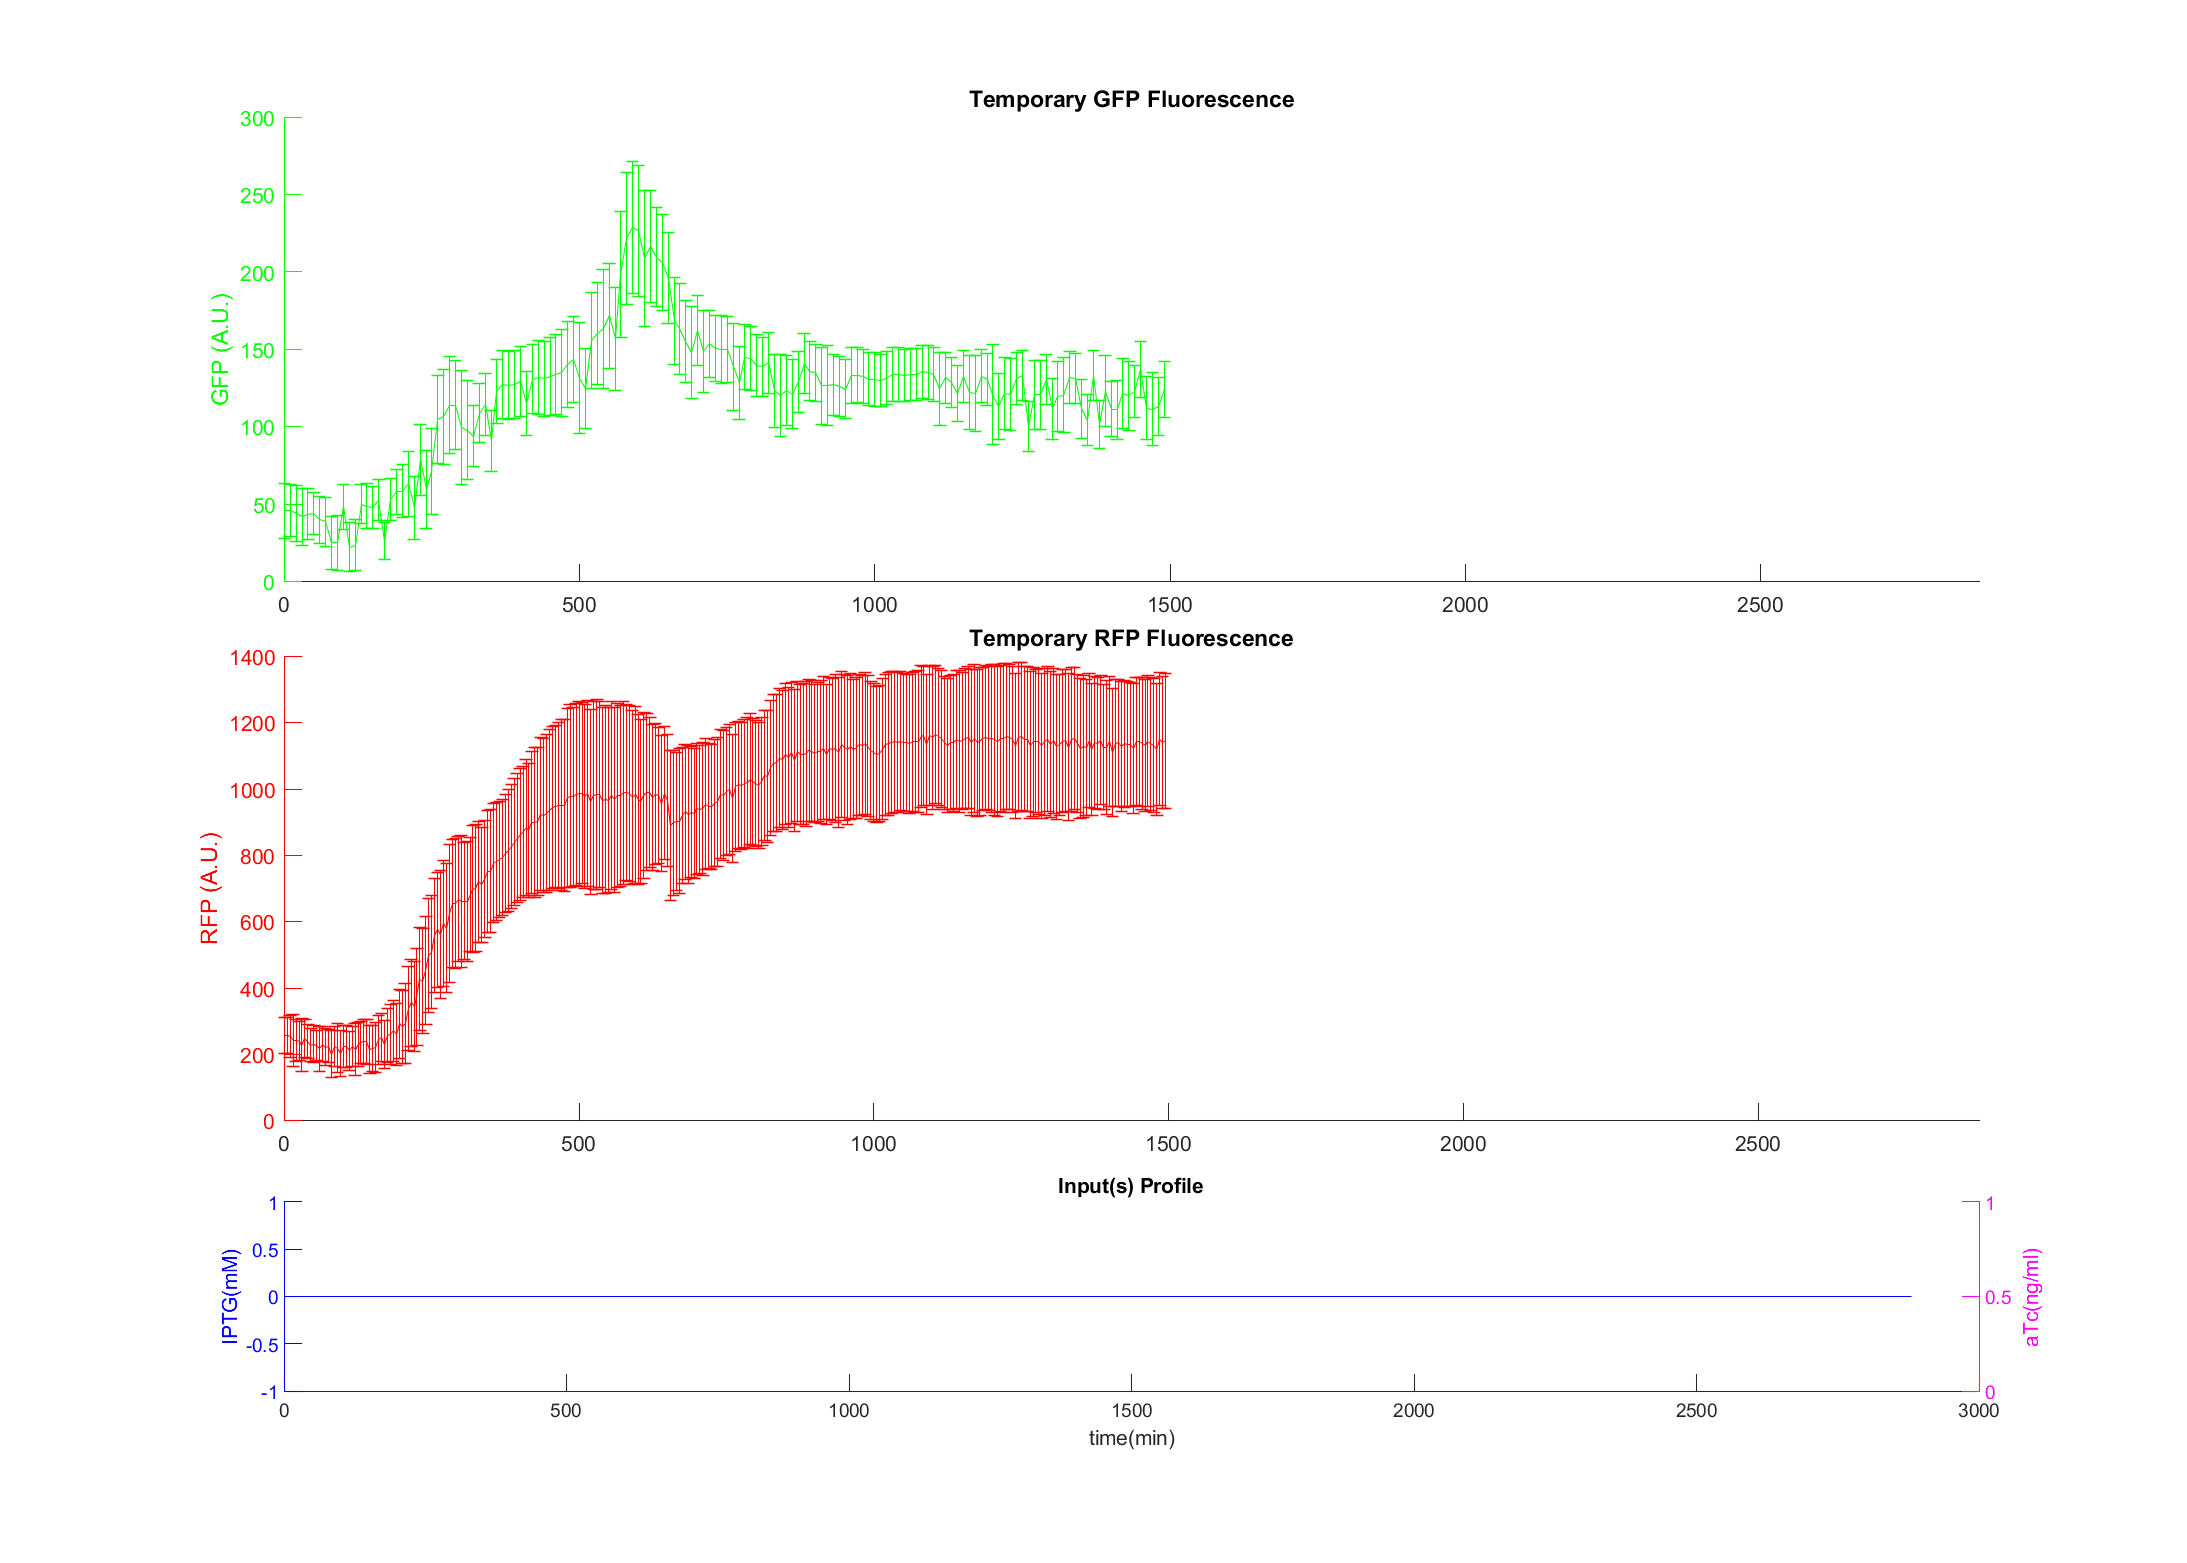 Temporary GFP Fluorescence
300
250
200
150
100
50
0
GFP (A.U.)
0 500 1000 1500 2000 2500
Temporary RFP Fluorescence
1400
1200
1000
800
600
400
200
0
RFP (A.U.)
0 500 1000 1500 2000 2500
Input(s) Profile
1
0.5
0
-0.5
-1
IPTG(mM)
1
0.5
0
aTc(ng/ml)
0 500 1000 1500 2000 2500 3000
time(min)